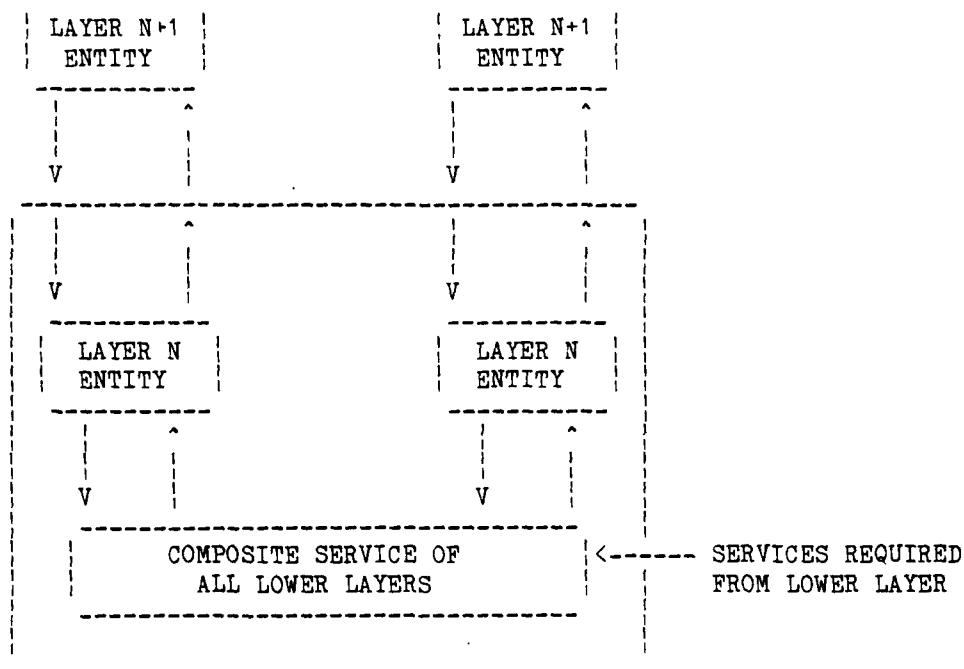 LAYER N+1 LAYER N+1
ENTITY ENTITY
V V
V V
LAYER N LAYER N
ENTITY ENTITY
V V
COMPOSITE SERVICE OF <------ SERVICES REQUIRED
ALL LOWER LAYERS FROM LOWER LAYER